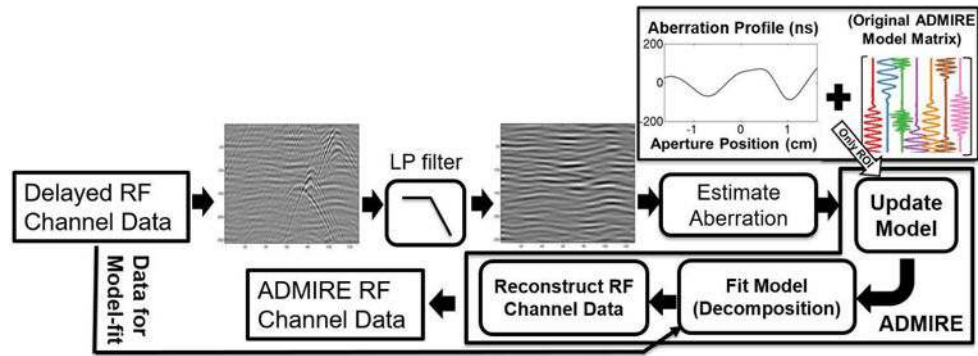 Aberration Profile (ns)
200
0
-200
-1
0
1
Aperture Position (cm)
(Original ADMIRE
Model Matrix)
Only ROI
Delayed RF
Channel Data
LP filter
Estimate
Aberration
Update
Model
Data for
Model-fit
ADMIRE RF
Channel Data
Reconstruct RF
Channel Data
Fit Model
(Decomposition)
ADMIRE